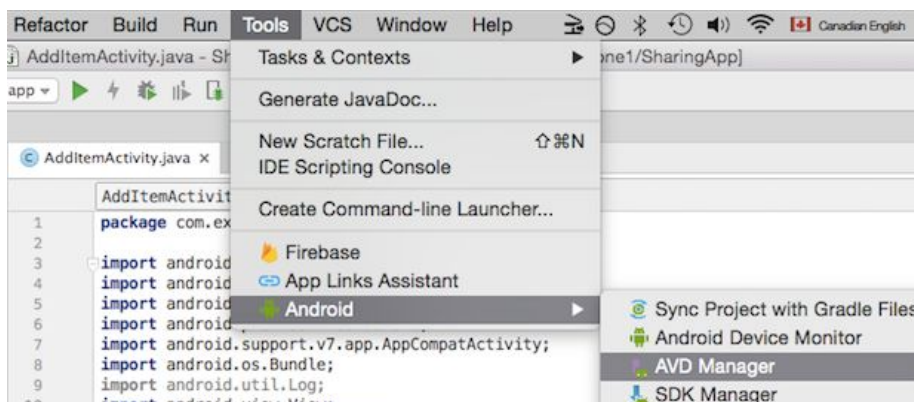 Refactor Build Run Tools VCS Window Help Canadian English
AddItemActivity.java - Sh
one1/SharingApp]
Tasks & Contexts
app
Generate JavaDoc...
New Scratch File... ⇧⌘N
IDE Scripting Console
AddItemActivity.java ×
Create Command-line Launcher...
AddItemActivit
1 package com.ex
2
Firebase
3 import android
App Links Assistant
4 import android
5 import android
Android
Sync Project with Gradle Files
6 import android
Android Device Monitor
7 import android.support.v7.app.AppCompatActivity;
8 import android.os.Bundle;
AVD Manager
9 import android.util.Log;
SDK Manager